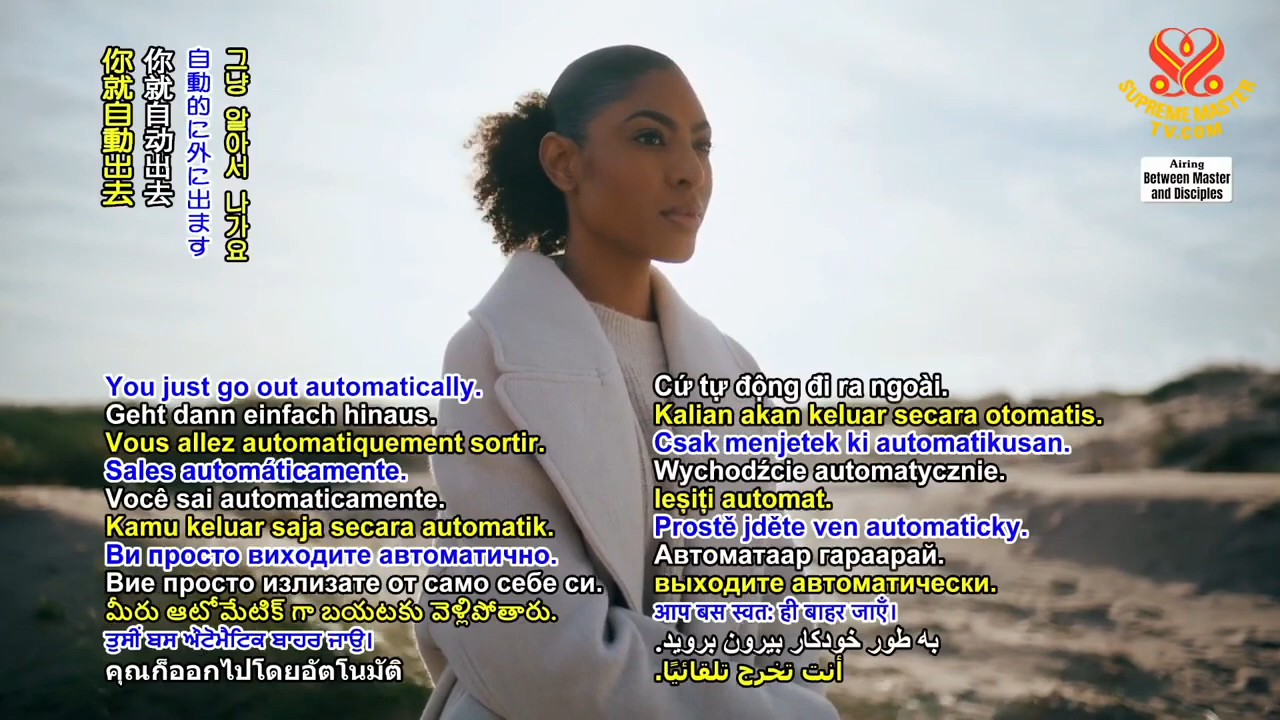 你就自動出去
你就自动出去
自動的に外に出ます
그냥 알아서 나가요
SUPREME MASTER
TV.COM
Airing
Between Master
and Disciples
You just go out automatically.
Geht dann einfach hinaus.
Vous allez automatiquement sortir.
Sales automáticamente.
Você sai automaticamente.
Kamu keluar saja secara automatik.
Ви просто виходите автоматично.
Вие просто излизате от само себе си.
మీరు ఆటోమేటిక్ గా బయటకు వెళ్లిపోతారు.
ਤੁਸੀਂ ਬਸ ਐਟੋਮੈਟਿਕ ਬਾਹਰ ਜਾਉ।
คุณก็ออกไปโดยอัตโนมัติ
Cứ tự động đi ra ngoài.
Kalian akan keluar secara otomatis.
Csak menjetek ki automatikusan.
Wychodźcie automatycznie.
Ieșiți automat.
Prostě jděte ven automaticky.
Автоматаар гараарай.
выходите автоматически.
आप बस स्वत: ही बाहर जाएँ।
به طور خودکار بیرون بروید.
أنت تخرج تلقائيًا.